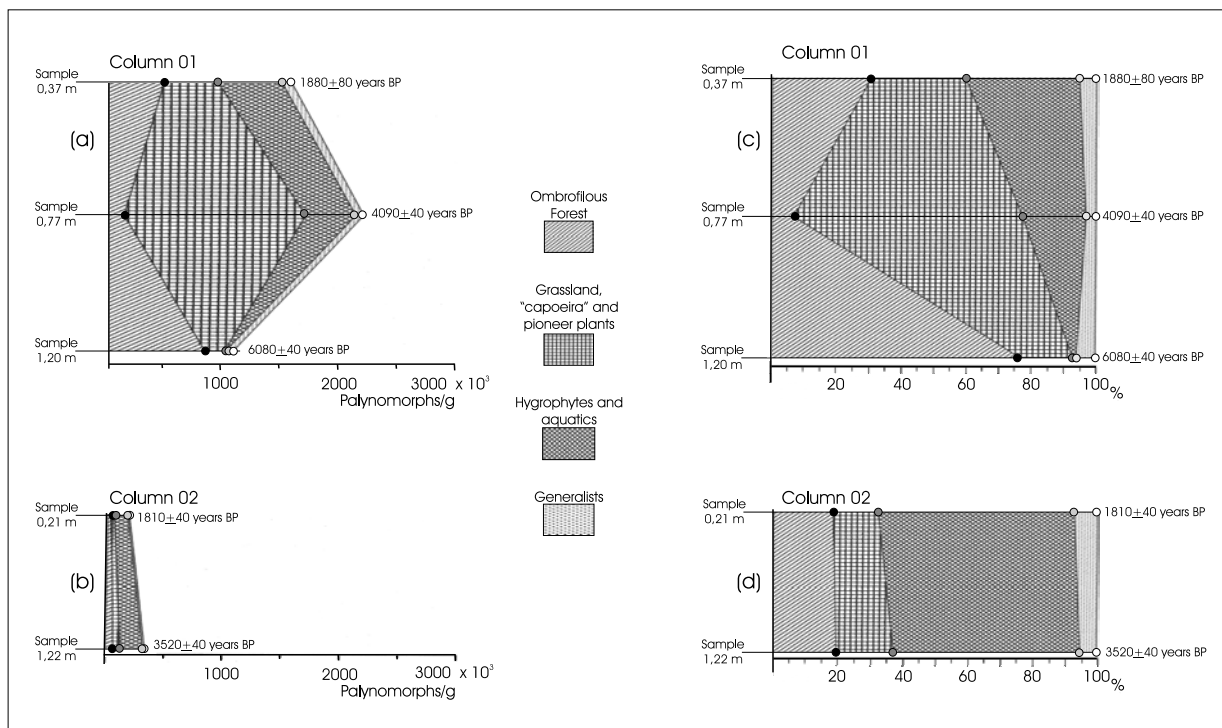 Column 01
Sample
0,37 m
1880±80 years BP
(a)
Sample
0,77 m
4090±40 years BP
Sample
1,20 m
6080±40 years BP
1000
2000
3000 x 10³
Palynomorphs/g
Column 02
Sample
0,21 m
1810±40 years BP
(b)
Sample
1,22 m
3520±40 years BP
1000
2000
3000 x 10³
Palynomorphs/g
Ombrofilous
Forest
Grassland,
"capoeira" and
pioneer plants
Hygrophytes and
aquatics
Generalists
Column 01
Sample
0,37 m
1880±80 years BP
(c)
Sample
0,77 m
4090±40 years BP
Sample
1,20 m
6080±40 years BP
20
40
60
80
100
%
Column 02
Sample
0,21 m
1810±40 years BP
(d)
Sample
1,22 m
3520±40 years BP
20
40
60
80
100
%